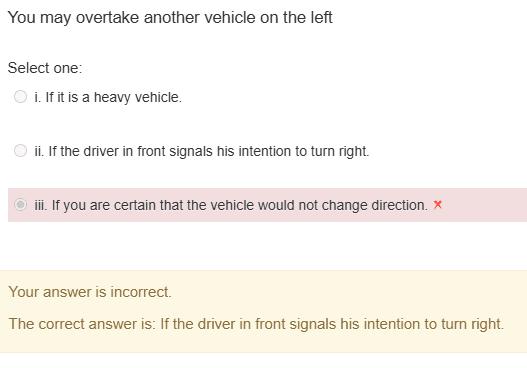 You may overtake another vehicle on the left
Select one:
i. If it is a heavy vehicle.
ii. If the driver in front signals his intention to turn right.
iii. If you are certain that the vehicle would not change direction.
Your answer is incorrect.
The correct answer is: If the driver in front signals his intention to turn right.